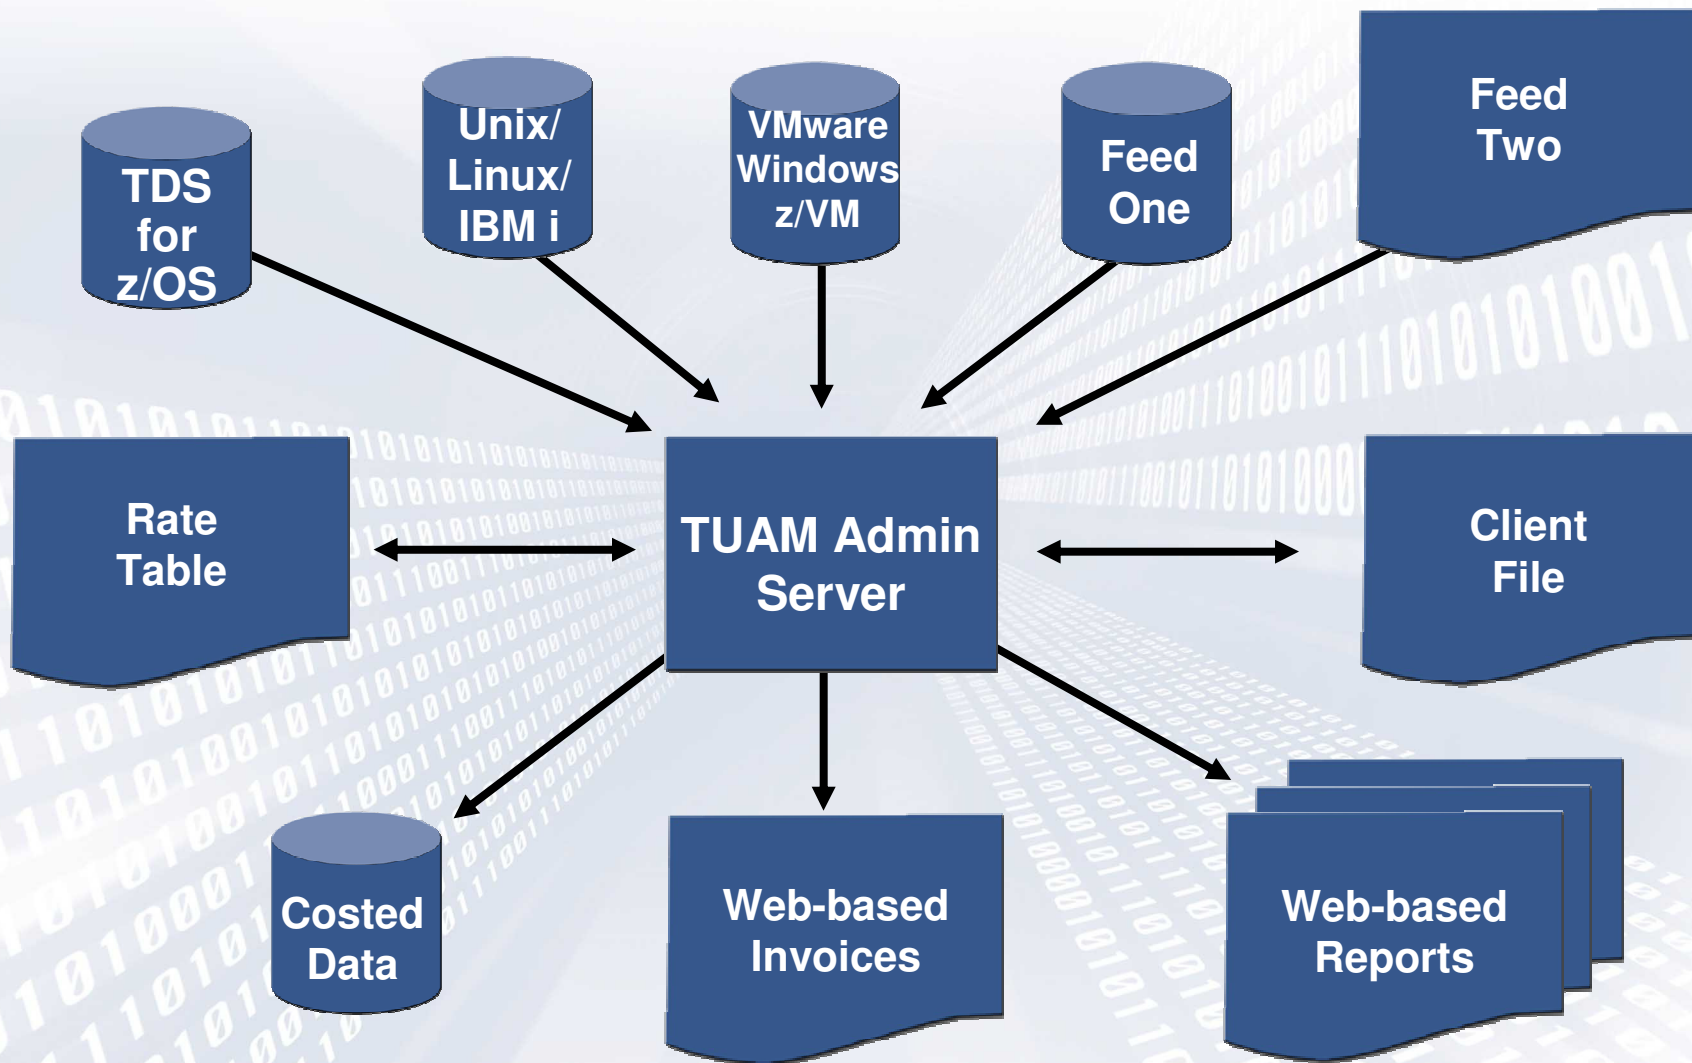 TDS
for
z/OS
Unix/
Linux/
IBM i
VMware
Windows
z/VM
Feed
One
Feed
Two
Rate
Table
TUAM Admin
Server
Client
File
Costed
Data
Web-based
Invoices
Web-based
Reports